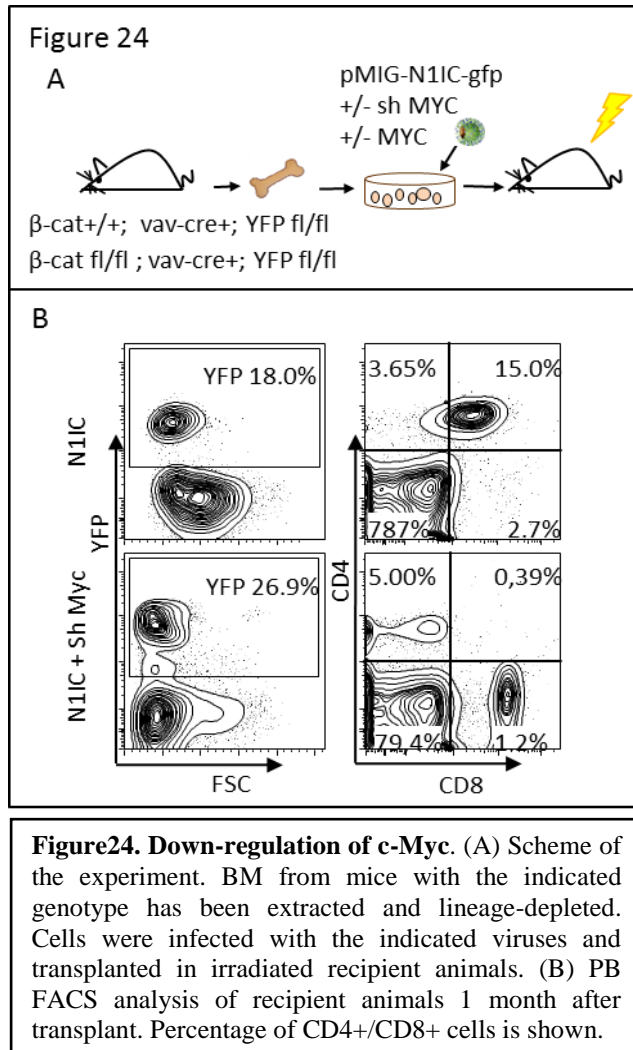 Figure 24
A
pMIG-N1IC-gfp
+/- sh MYC
+/- MYC
β-cat+/+; vav-cre+; YFP fl/fl
β-cat fl/fl ; vav-cre+; YFP fl/fl
B
N1IC
YFP 18.0%
3.65% 15.0%
787% 2.7%
YFP
CD4
N1IC + Sh Myc
YFP 26.9%
5.00% 0,39%
79.4% 1.2%
FSC CD8
Figure24. Down-regulation of c-Myc. (A) Scheme of
the experiment. BM from mice with the indicated
genotype has been extracted and lineage-depleted.
Cells were infected with the indicated viruses and
transplanted in irradiated recipient animals. (B) PB
FACS analysis of recipient animals 1 month after
transplant. Percentage of CD4+/CD8+ cells is shown.